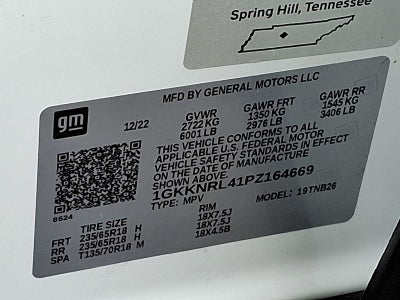 Spring Hill, Tennessee
MFD BY GENERAL MOTORS LLC
gm
12/22
GVWR GAWR FRT GAWR RR
2722 KG 1350 KG 1545 KG
6001 LB 2976 LB 3406 LB
THIS VEHICLE CONFORMS TO ALL
APPLICABLE U.S. FEDERAL MOTOR
VEHICLE SAFETY STANDARDS IN EFFECT
ON THE DATE OF MANUFACTURE
SHOWN ABOVE.
1GKKNRL41PZ164669
TYPE: MPV MODEL: 19TNB26
8624
TIRE SIZE RIM
FRT 235/65R18 H 18X7.5J
RR 235/65R18 H 18X7.5J
SPA T135/70R18 M 18X4.5B